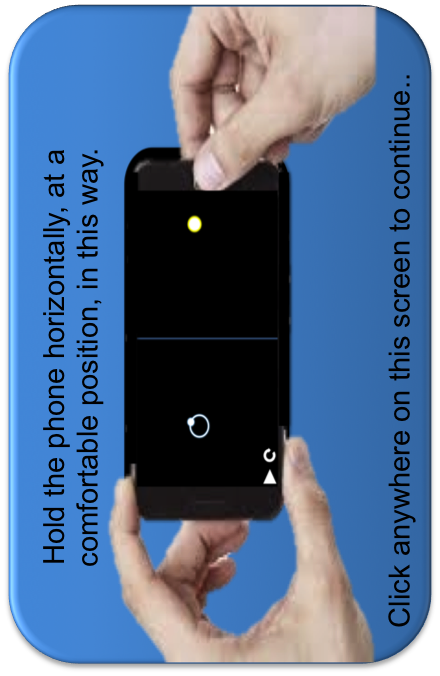 Hold the phone horizontally, at a
comfortable position, in this way.
Click anywhere on this screen to continue..